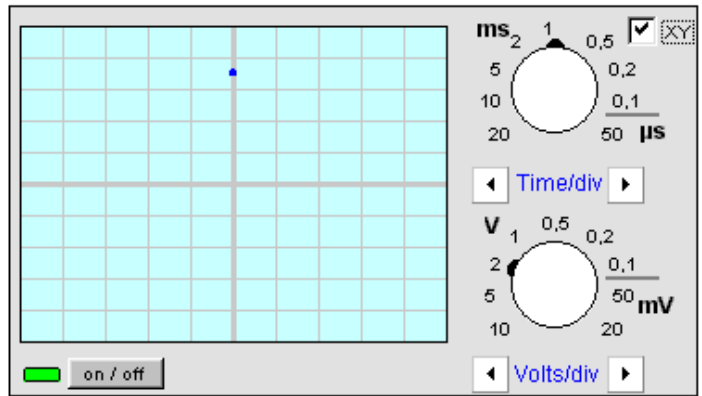 ms 2 1 0,5 XY
5 0,2
10 0,1
20 50 µs
Time/div
V 1 0,5 0,2
2 0,1
5 50 mV
10 20
on / off
Volts/div